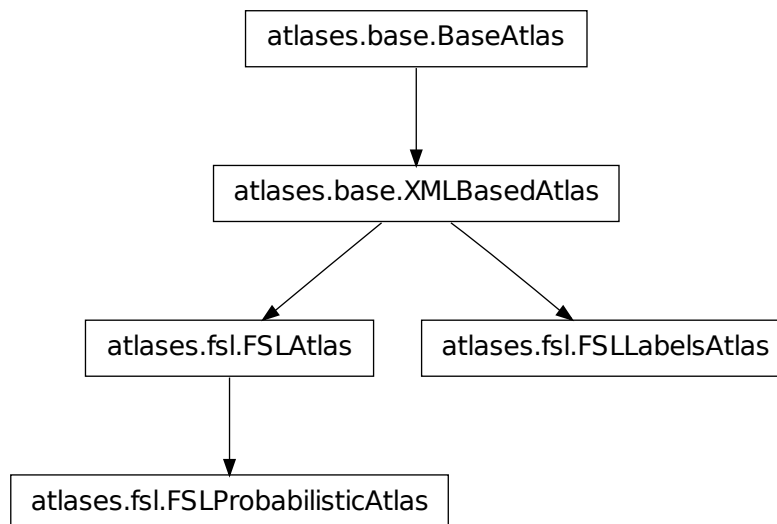 atlases.base.BaseAtlas
atlases.base.XMLBasedAtlas
atlases.fsl.FSLAtlas
atlases.fsl.FSLLabelsAtlas
atlases.fsl.FSLProbabilisticAtlas